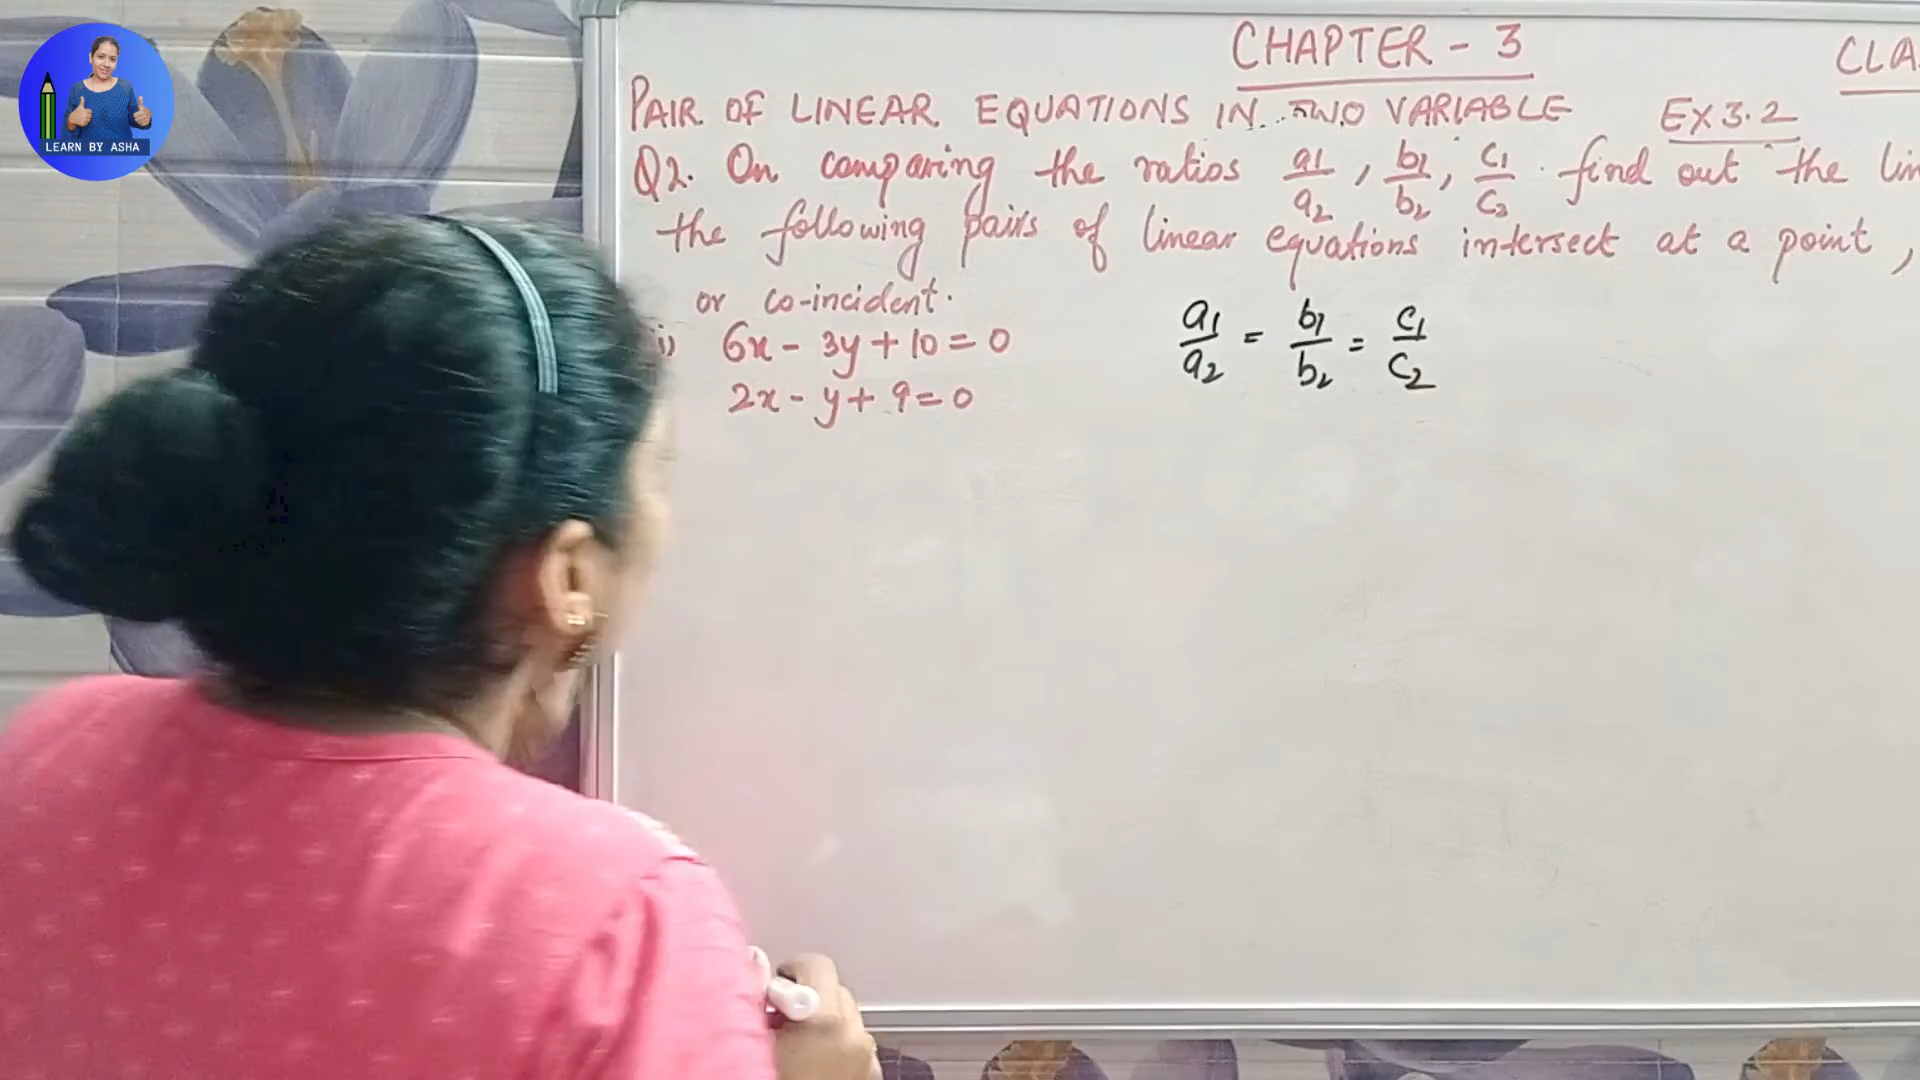 LEARN BY ASHA
CHAPTER - 3
PAIR OF LINEAR EQUATIONS IN TWO VARIABLE EX 3.2
Q2. On comparing the ratios a1/a2, b1/b2, c1/c2 find out the
the following pairs of linear equations intersect at a point,
or co-incident.
6x - 3y + 10 = 0
2x - y + 9 = 0
a1/a2 = b1/b2 = c1/c2